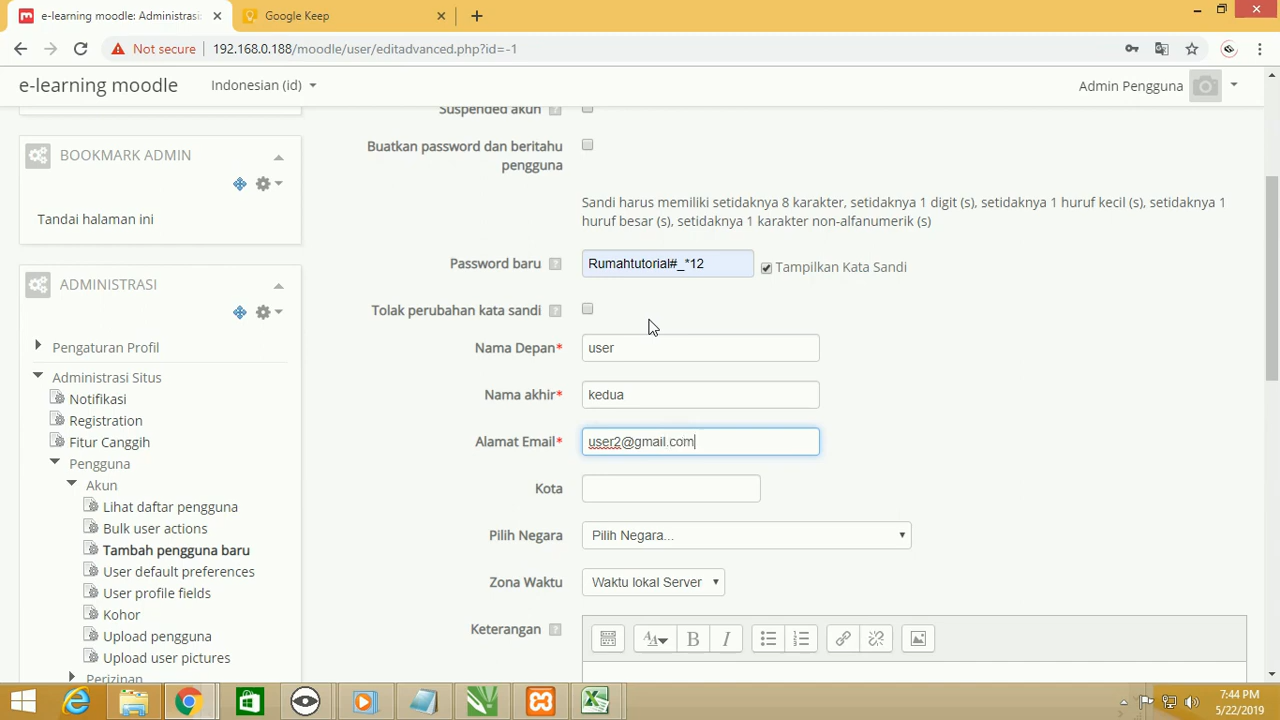 e-learning moodle: Administrasi:
Google Keep
Not secure
192.168.0.188/moodle/user/editadvanced.php?id=-1
e-learning moodle
Indonesian (id)
Admin Pengguna
Suspended akun
BOOKMARK ADMIN
Tandai halaman ini
Buatkan password dan beritahu
pengguna
Sandi harus memiliki setidaknya 8 karakter, setidaknya 1 digit (s), setidaknya 1 huruf kecil (s), setidaknya 1
huruf besar (s), setidaknya 1 karakter non-alfanumerik (s)
Password baru
Rumahtutorial#_*12
Tampilkan Kata Sandi
Tolak perubahan kata sandi
Nama Depan*
user
Nama akhir*
kedua
Alamat Email*
user2@gmail.com
Kota
Pilih Negara
Pilih Negara...
Zona Waktu
Waktu lokal Server
Keterangan
B
I
ADMINISTRASI
Pengaturan Profil
Administrasi Situs
Notifikasi
Registration
Fitur Canggih
Pengguna
Akun
Lihat daftar pengguna
Bulk user actions
Tambah pengguna baru
User default preferences
User profile fields
Kohor
Upload pengguna
Upload user pictures
Perizinan
7:44 PM
5/22/2019